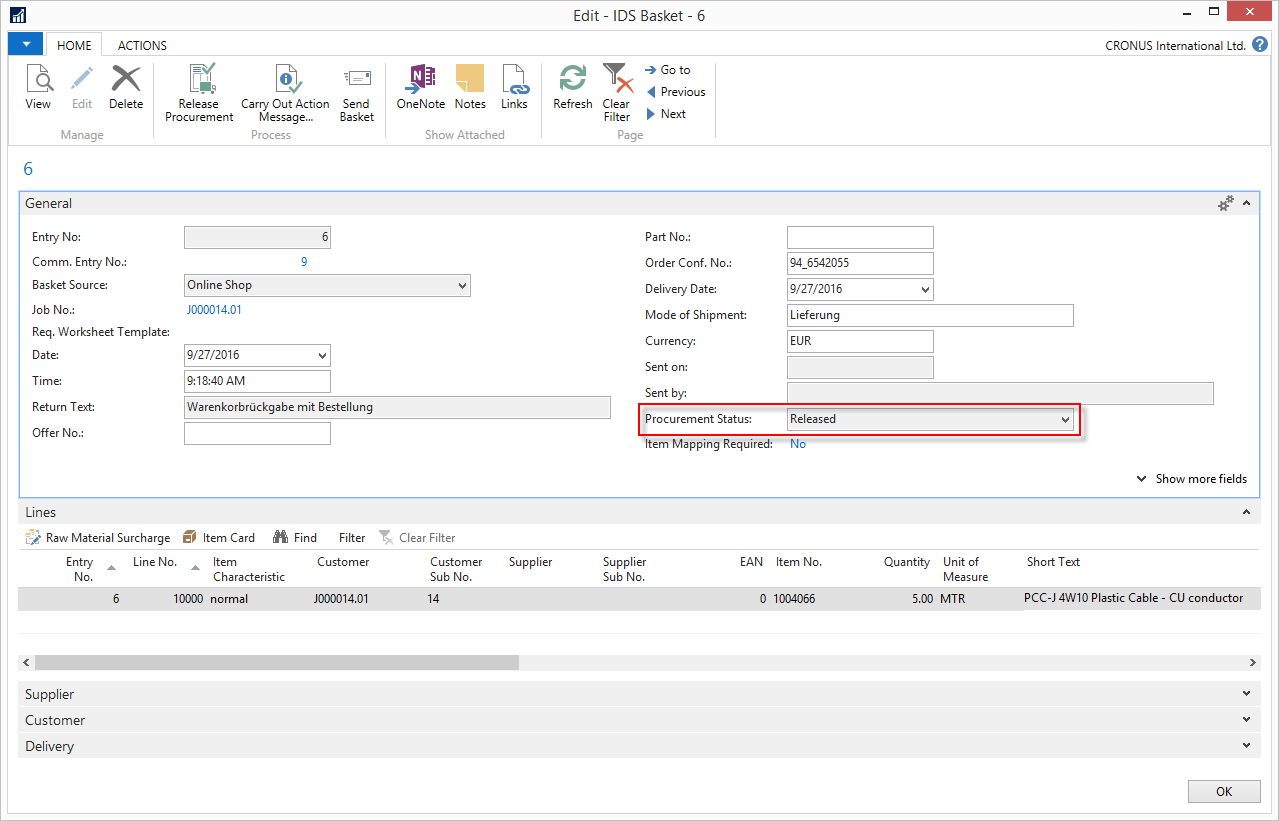 Edit - IDS Basket - 6
HOME ACTIONS CRONUS International Ltd. ?
View Edit Delete
Manage
Release Procurement Carry Out Action Message... Send Basket
Process
OneNote Notes Links
Show Attached
Refresh Clear Filter
Go to
Previous
Next
Page
6
General
Entry No: 6
Comm. Entry No.: 9
Basket Source: Online Shop
Job No.: J000014.01
Req. Worksheet Template:
Date: 9/27/2016
Time: 9:18:40 AM
Return Text: Warenkorbrückgabe mit Bestellung
Offer No.:
Part No.:
Order Conf. No.: 94_6542055
Delivery Date: 9/27/2016
Mode of Shipment: Lieferung
Currency: EUR
Sent on:
Sent by:
Procurement Status: Released
Item Mapping Required: No
Show more fields
Lines
Raw Material Surcharge Item Card Find Filter Clear Filter
Entry No. Line No. Item Characteristic Customer Customer Sub No. Supplier Supplier Sub No. EAN Item No. Quantity Unit of Measure Short Text
6 10000 normal J000014.01 14 0 1004066 5.00 MTR PCC-J 4W10 Plastic Cable - CU conductor
Supplier
Customer
Delivery
OK